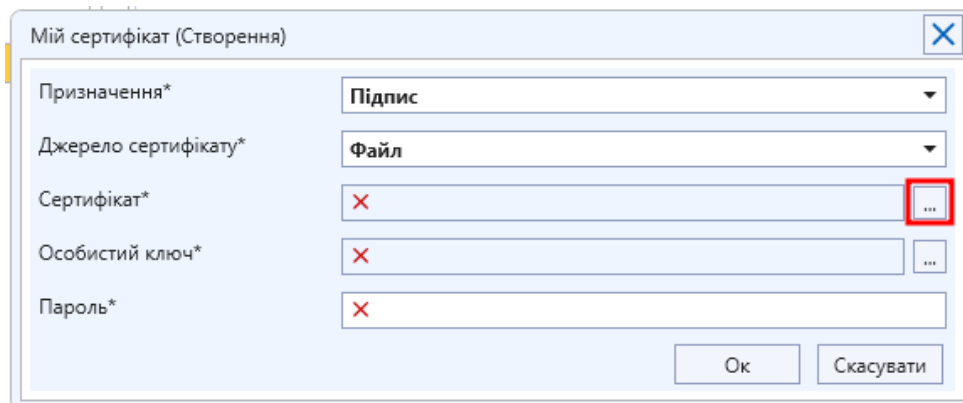 Мій сертифікат (Створення)
Призначення*
Підпис
Джерело сертифікату*
Файл
Сертифікат*
...
Особистий ключ*
...
Пароль*
Ок
Скасувати